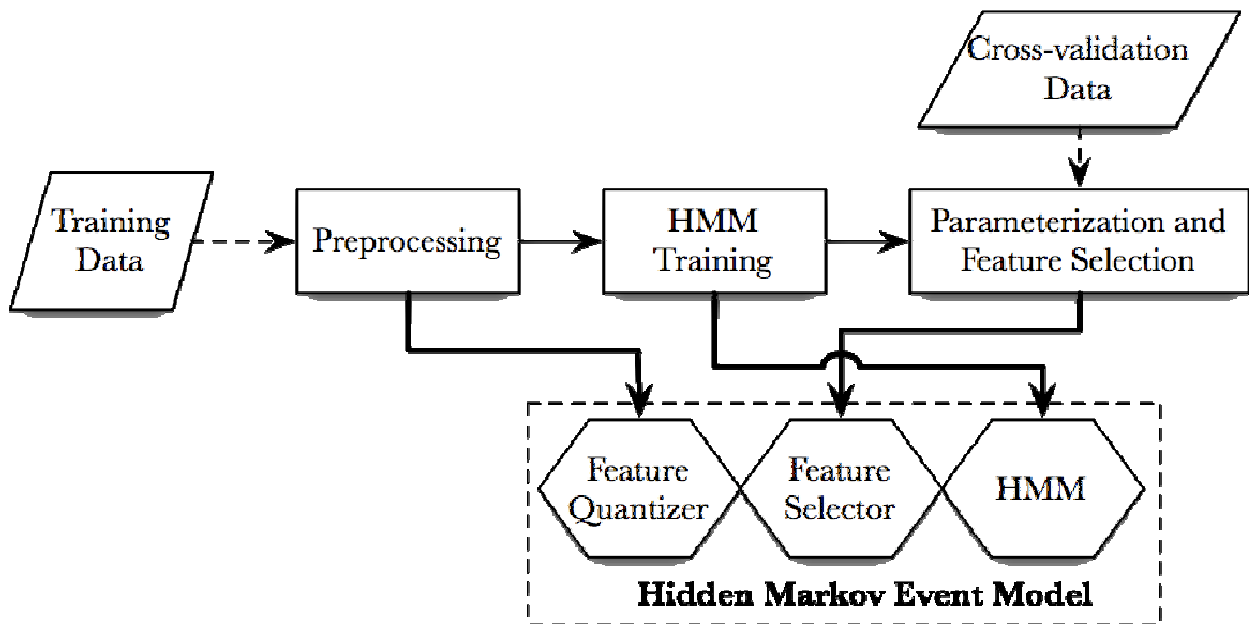 Cross-validation
Data
Training
Data
Preprocessing
HMM
Training
Parameterization and
Feature Selection
Feature
Quantizer
Feature
Selector
HMM
Hidden Markov Event Model